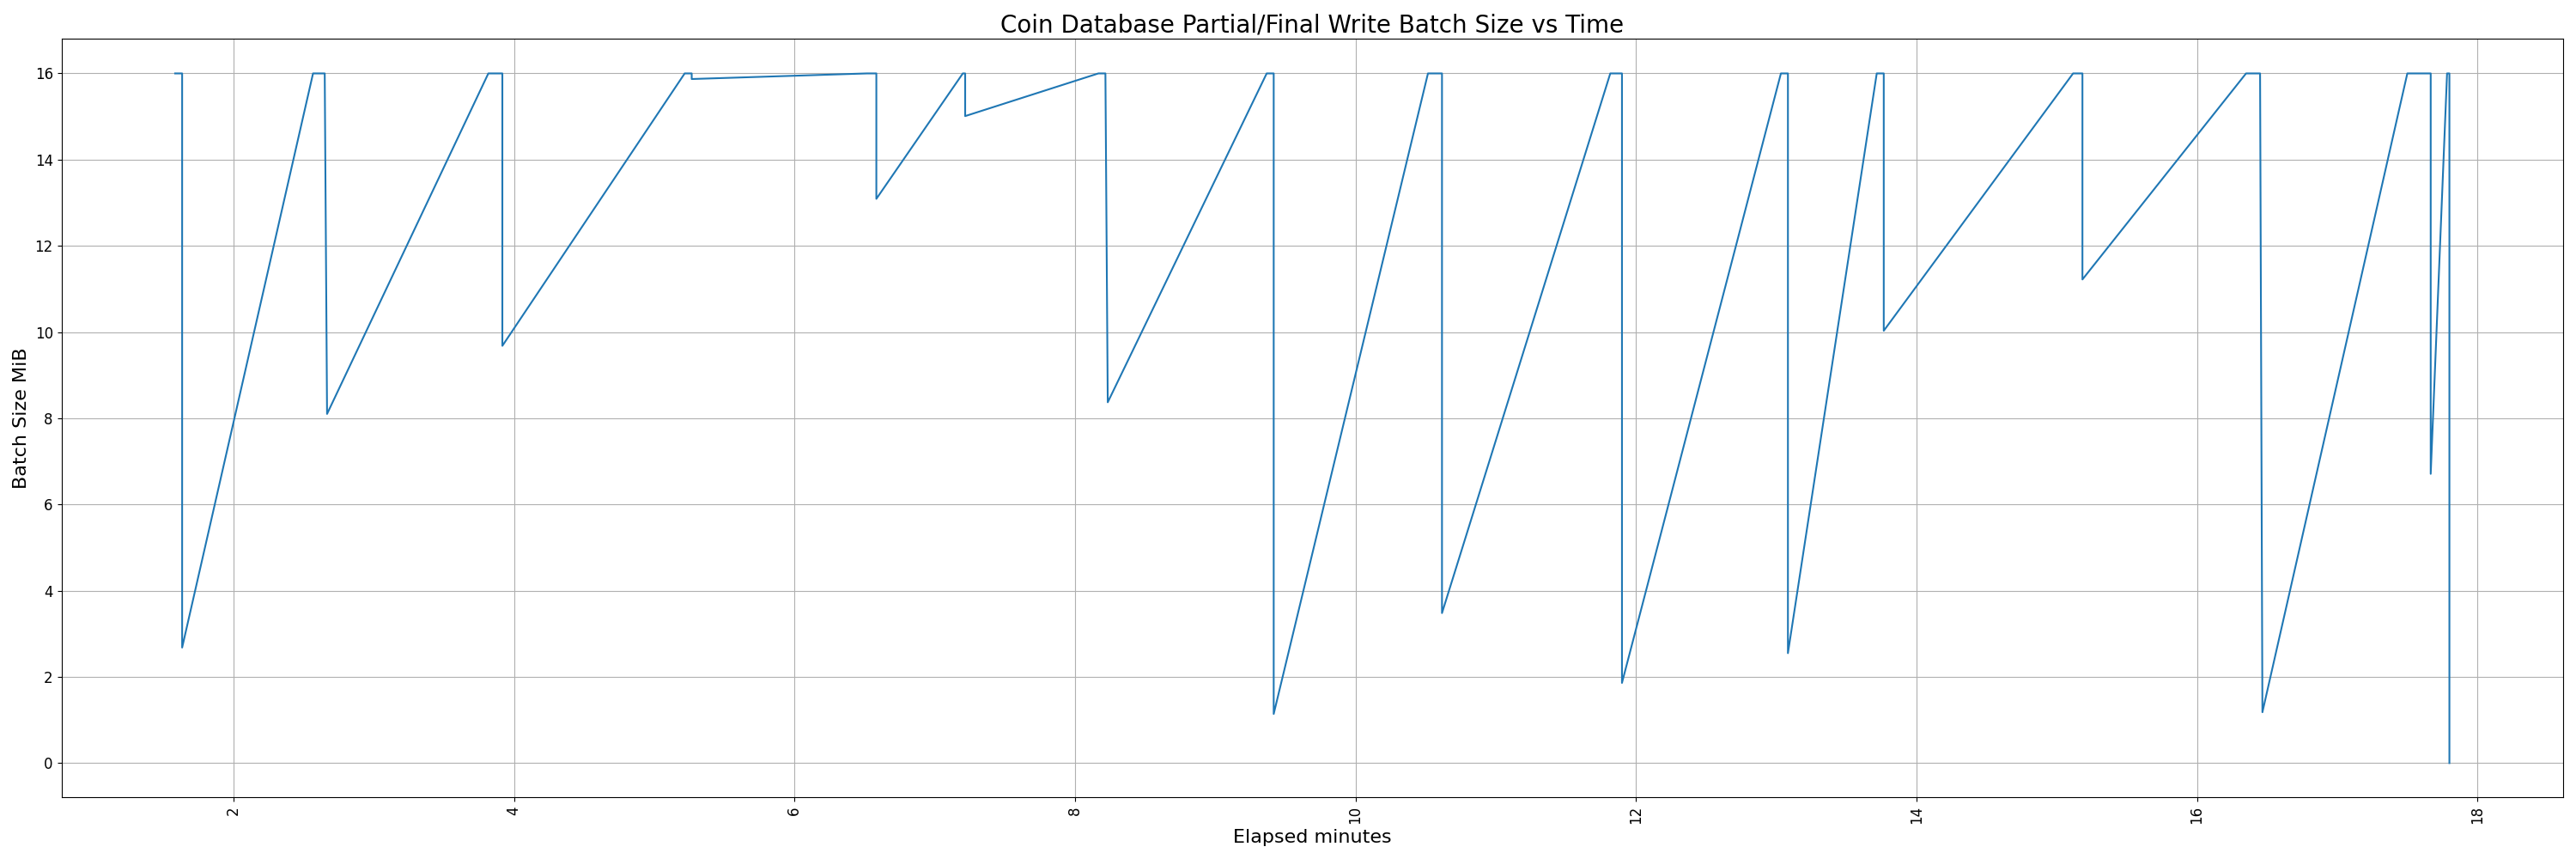 Coin Database Partial/Final Write Batch Size vs Time
Batch Size MiB
16
14
12
10
8
6
4
2
0
2 4 6 8 10 12 14 16 18
Elapsed minutes